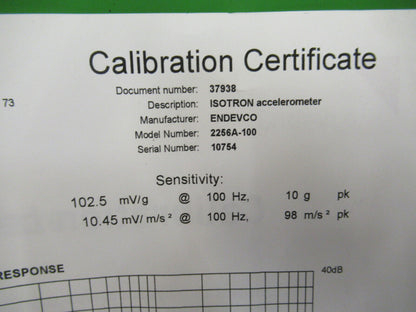 Calibration Certificate
Document number: 37938
73
Description: ISOTRON accelerometer
Manufacturer: ENDEVCO
Model Number: 2256A-100
Serial Number: 10754
Sensitivity:
102.5 mV/g @ 100 Hz, 10 g pk
10.45 mV/ m/s² @ 100 Hz, 98 m/s² pk
RESPONSE
40dB